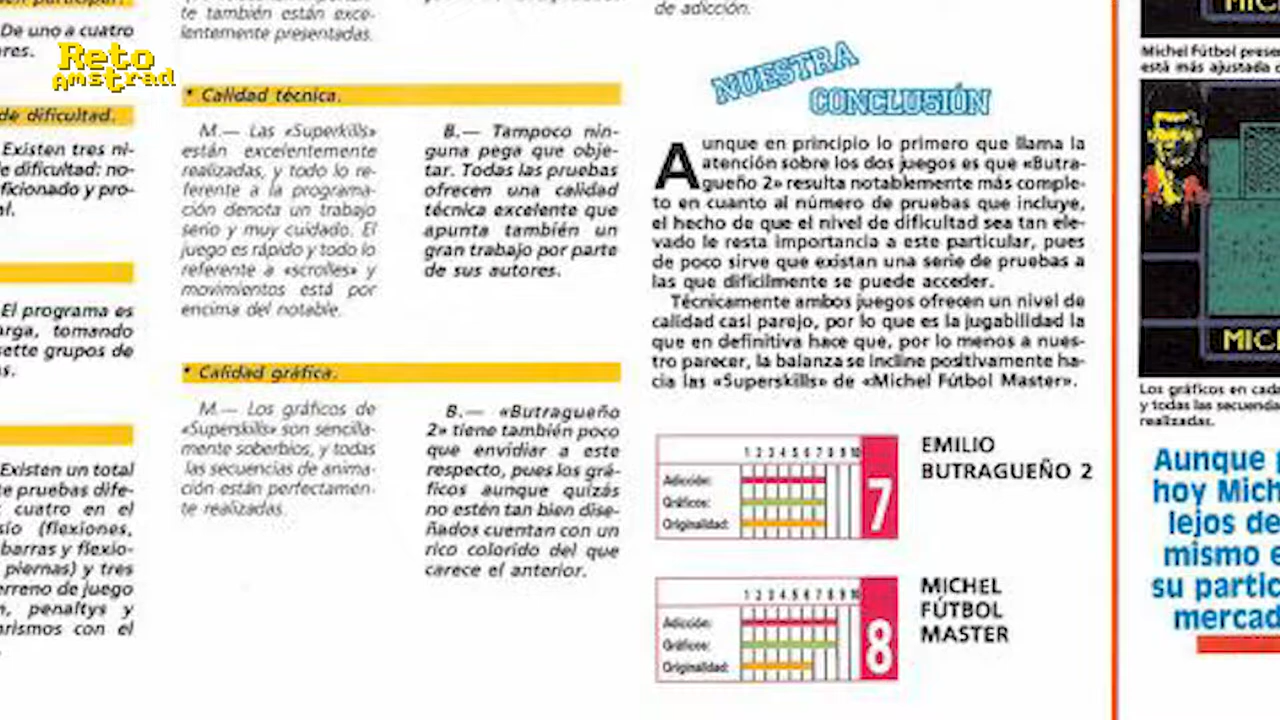 Reto
Amstrad
participar.
De uno a cuatro
te también están exce-
lentemente presentadas.
de dificultad.
Existen tres ni-
de dificultad: no-
ficionado y pro-
El programa es
arga, tomando
sette grupos de
Existen un total
te pruebas dife-
cuatro en el
(flexiones,
barras y flexio-
piernas) y tres
erreno de juego
penaltys y
arismos con el
* Calidad técnica.
M.— Las «Superkills»
están excelentemente
realizadas, y todo lo re-
ferente a la programa-
ción denota un trabajo
serio y muy cuidado. El
juego es rápido y todo lo
referente a «scrolles» y
movimientos está por
encima del notable.
* Calidad gráfica.
M.— Los gráficos de
«Superskills» son sencilla-
mente soberbios, y todas
las secuencias de anima-
ción están perfectamen-
te realizadas.
B.— Tampoco nin-
guna pega que obje-
tar. Todas las pruebas
ofrecen una calidad
técnica excelente que
apunta también un
gran trabajo por parte
de sus autores.
B.— «Butragueño
2» tiene también poco
que envidiar a este
respecto, pues los grá-
ficos aunque quizás
no estén tan bien dise-
ñados cuentan con un
rico colorido del que
carece el anterior.
de adicción.
NUESTRA
CONCLUSIÓN
Aunque en principio lo primero que llama la
atención sobre los dos juegos es que «Butra-
gueño 2» resulta notablemente más comple-
to en cuanto al número de pruebas que incluye,
el hecho de que el nivel de dificultad sea tan ele-
vado le resta importancia a este particular, pues
de poco sirve que existan una serie de pruebas a
las que dificilmente se puede acceder.
Técnicamente ambos juegos ofrecen un nivel de
calidad casi parejo, por lo que es la jugabilidad la
que en definitiva hace que, por lo menos a nues-
tro parecer, la balanza se incline positivamente ha-
cia las «Superskills» de «Michel Fútbol Master».
1 2 3 4 5 6 7 8 9 10
Adicción:
Gráficos:
Originalidad:
7
EMILIO
BUTRAGUEÑO 2
1 2 3 4 5 6 7 8 9 10
Adicción:
Gráficos:
Originalidad:
8
MICHEL
FÚTBOL
MASTER
MICH
Michel Fútbol prese
está más ajustada
MIC
Los gráficos en cada
y todas las secuenda
realizadas.
Aunque
hoy Mich
lejos de
mismo
su partic
mercad